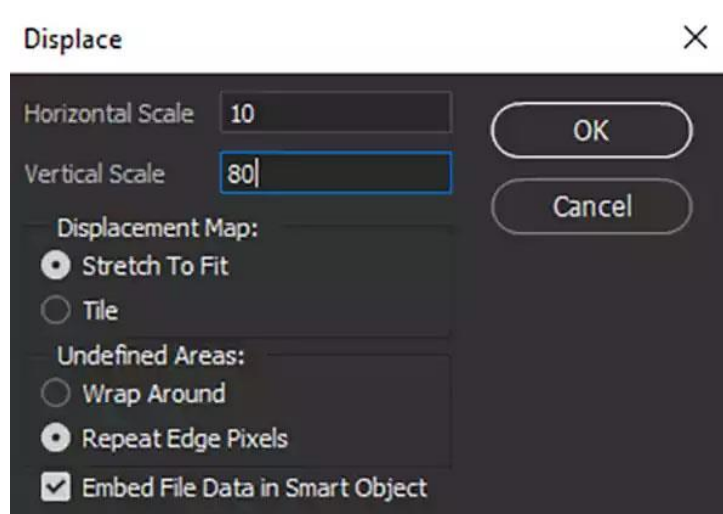 Displace
Horizontal Scale 10
OK
Vertical Scale 80
Cancel
Displacement Map:
Stretch To Fit
Tile
Undefined Areas:
Wrap Around
Repeat Edge Pixels
Embed File Data in Smart Object